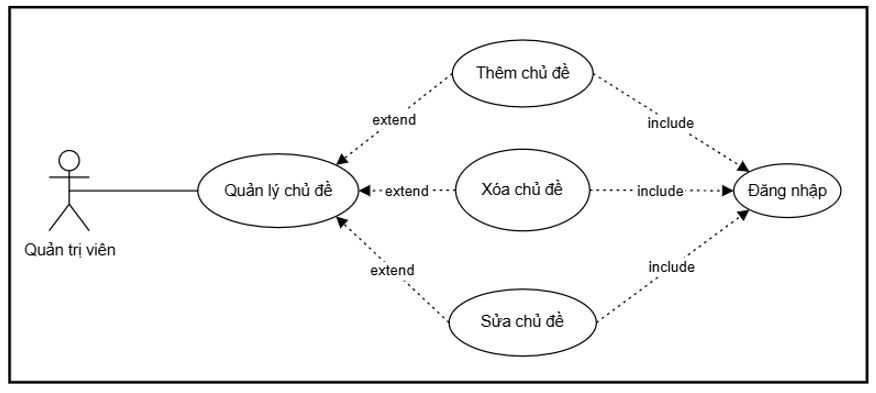 Thêm chủ đề
extend
include
Quản lý chủ đề
extend
Xóa chủ đề
include
Đăng nhập
Quản trị viên
extend
include
Sửa chủ đề